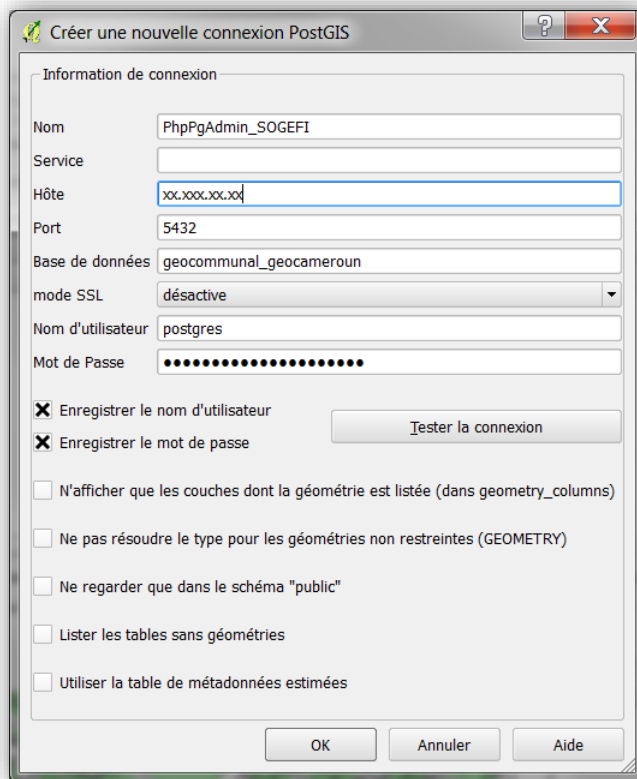 Créer une nouvelle connexion PostGIS
Information de connexion
Nom PhpPgAdmin_SOGEFI
Service
Hôte xx.xxx.xx.xx
Port 5432
Base de données geocommunal_geocameroun
mode SSL désactive
Nom d'utilisateur postgres
Mot de Passe ●●●●●●●●●●●●●●●●●●●●●
Enregistrer le nom d'utilisateur
Enregistrer le mot de passe
Tester la connexion
N'afficher que les couches dont la géométrie est listée (dans geometry_columns)
Ne pas résoudre le type pour les géométries non restreintes (GEOMETRY)
Ne regarder que dans le schéma "public"
Lister les tables sans géométries
Utiliser la table de métadonnées estimées
OK Annuler Aide